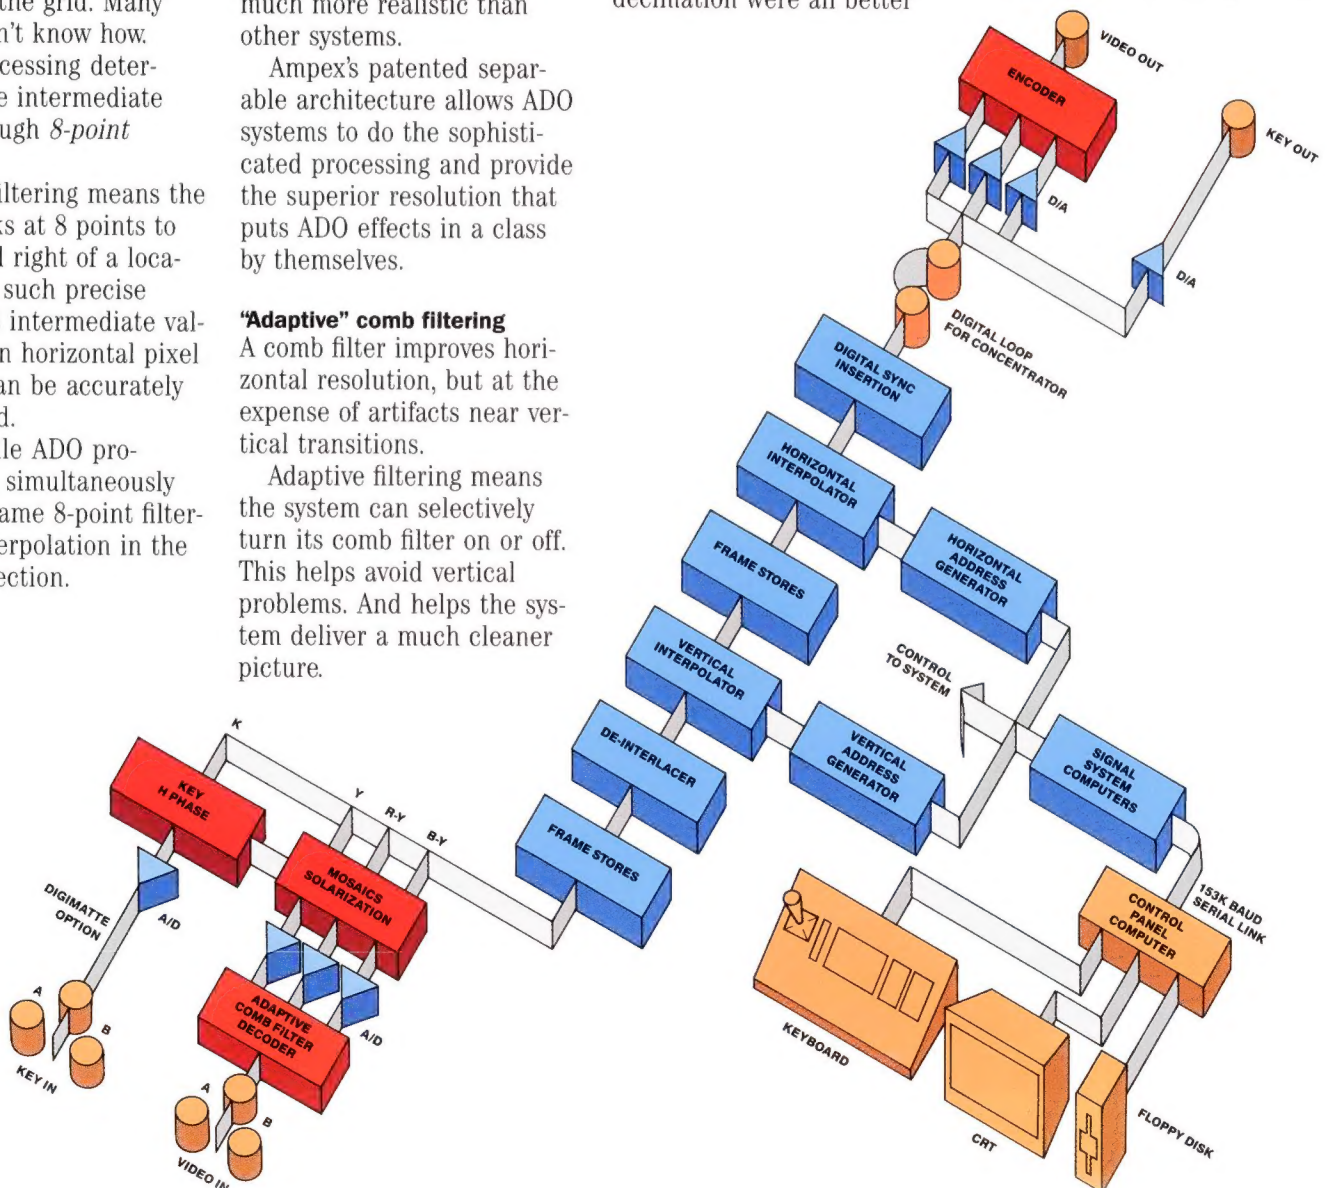 the grid. Many
n't know how.
cessing deter-
e intermediate
ugh 8-point
iltering means the
ks at 8 points to
d right of a loca-
such precise
intermediate val-
n horizontal pixel
an be accurately
d.
le ADO pro-
simultaneously
ame 8-point filter-
erpolation in the
ection.
much more realistic than
other systems.
Ampex's patented separ-
able architecture allows ADO
systems to do the sophisti-
cated processing and provide
the superior resolution that
puts ADO effects in a class
by themselves.
"Adaptive" comb filtering
A comb filter improves hori-
zontal resolution, but at the
expense of artifacts near ver-
tical transitions.
Adaptive filtering means
the system can selectively
turn its comb filter on or off.
This helps avoid vertical
problems. And helps the sys-
tem deliver a much cleaner
picture.
decimation were all better
VIDEO OUT
ENCODER
KEY OUT
D/A
D/A
DIGITAL LOOP
FOR CONCENTRATOR
DIGITAL SYNC
INSERTION
HORIZONTAL
INTERPOLATOR
HORIZONTAL
ADDRESS
GENERATOR
FRAME STORES
CONTROL
TO SYSTEM
VERTICAL
INTERPOLATOR
VERTICAL
ADDRESS
GENERATOR
SIGNAL
SYSTEM
COMPUTERS
DE-INTERLACER
FRAME STORES
K
Y
R-Y
B-Y
KEY
H PHASE
MOSAICS
SOLARIZATION
DIGIMATTE
OPTION
A/D
ADAPTIVE
COMB FILTER
DECODER
A/D
A
B
KEY IN
A
B
VIDEO IN
153K BAUD
SERIAL LINK
CONTROL
PANEL
COMPUTER
KEYBOARD
CRT
FLOPPY DISK